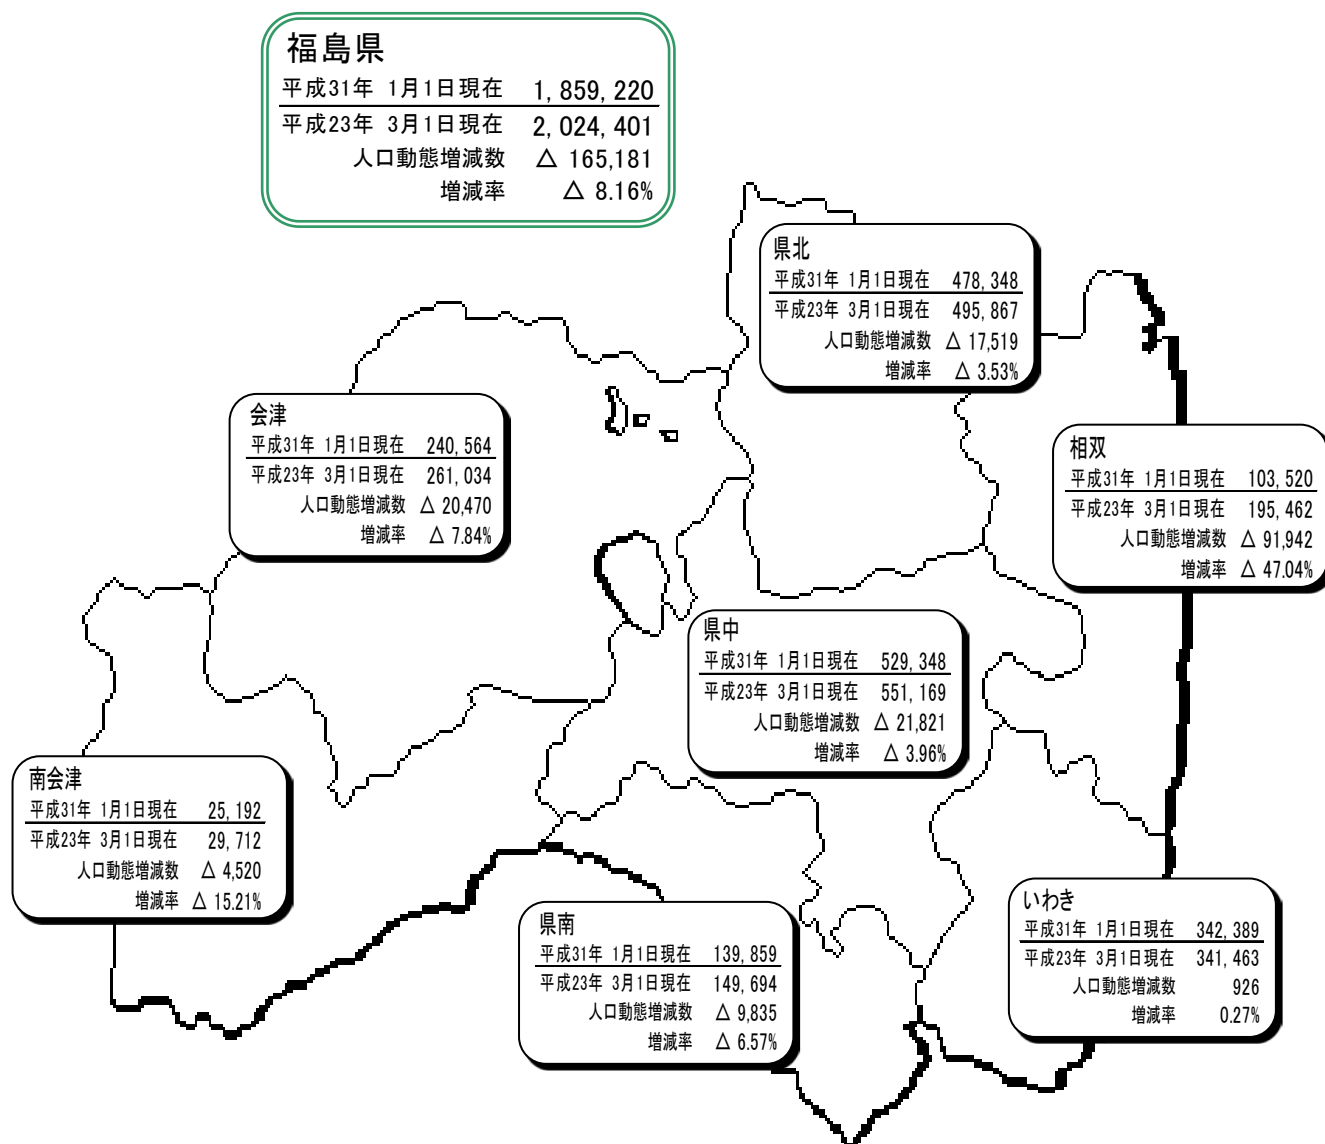 福島県
平成31年 1月1日現在 1,859,220
平成23年 3月1日現在 2,024,401
人口動態増減数 △ 165,181
増減率 △ 8.16%
県北
平成31年 1月1日現在 478,348
平成23年 3月1日現在 495,867
人口動態増減数 △ 17,519
増減率 △ 3.53%
会津
平成31年 1月1日現在 240,564
平成23年 3月1日現在 261,034
人口動態増減数 △ 20,470
増減率 △ 7.84%
相双
平成31年 1月1日現在 103,520
平成23年 3月1日現在 195,462
人口動態増減数 △ 91,942
増減率 △ 47.04%
県中
平成31年 1月1日現在 529,348
平成23年 3月1日現在 551,169
人口動態増減数 △ 21,821
増減率 △ 3.96%
南会津
平成31年 1月1日現在 25,192
平成23年 3月1日現在 29,712
人口動態増減数 △ 4,520
増減率 △ 15.21%
県南
平成31年 1月1日現在 139,859
平成23年 3月1日現在 149,694
人口動態増減数 △ 9,835
増減率 △ 6.57%
いわき
平成31年 1月1日現在 342,389
平成23年 3月1日現在 341,463
人口動態増減数 926
増減率 0.27%